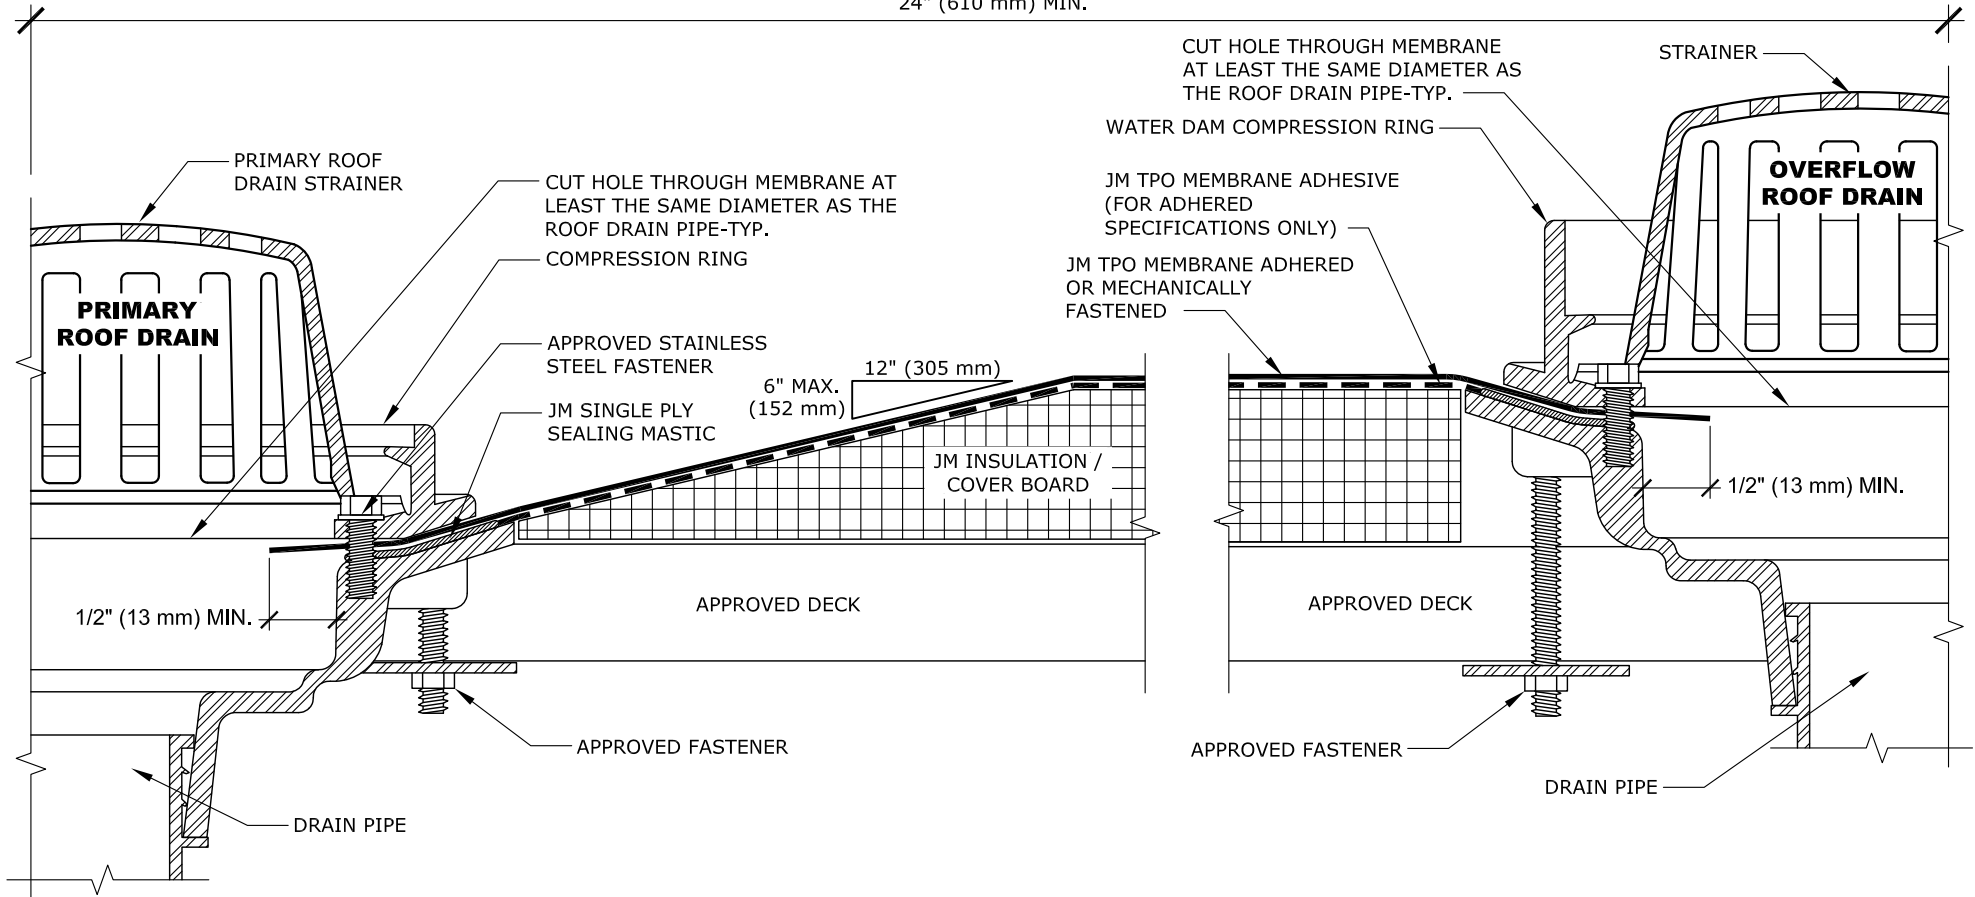 24" (610 mm) MIN.
CUT HOLE THROUGH MEMBRANE
AT LEAST THE SAME DIAMETER AS
THE ROOF DRAIN PIPE-TYP.
STRAINER
WATER DAM COMPRESSION RING
PRIMARY ROOF
DRAIN STRAINER
CUT HOLE THROUGH MEMBRANE AT
LEAST THE SAME DIAMETER AS THE
ROOF DRAIN PIPE-TYP.
COMPRESSION RING
JM TPO MEMBRANE ADHESIVE
(FOR ADHERED
SPECIFICATIONS ONLY)
OVERFLOW
ROOF DRAIN
JM TPO MEMBRANE ADHERED
OR MECHANICALLY
FASTENED
PRIMARY
ROOF DRAIN
APPROVED STAINLESS
STEEL FASTENER
12" (305 mm)
6" MAX.
(152 mm)
JM SINGLE PLY
SEALING MASTIC
JM INSULATION /
COVER BOARD
1/2" (13 mm) MIN.
1/2" (13 mm) MIN.
APPROVED DECK
APPROVED DECK
APPROVED FASTENER
APPROVED FASTENER
DRAIN PIPE
DRAIN PIPE